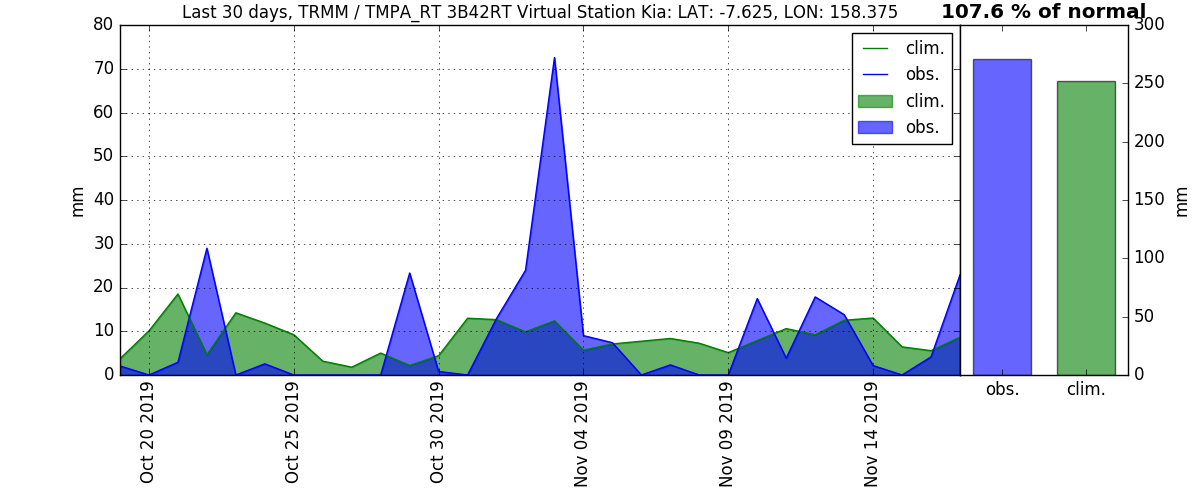 Last 30 days, TRMM / TMPA_RT 3B42RT Virtual Station Kia: LAT: -7.625, LON: 158.375
107.6 % of normal
80
70
60
50
40
30
20
10
0
mm
clim.
obs.
clim.
obs.
300
250
200
150
100
50
0
mm
obs.
clim.
Oct 20 2019
Oct 25 2019
Oct 30 2019
Nov 04 2019
Nov 09 2019
Nov 14 2019